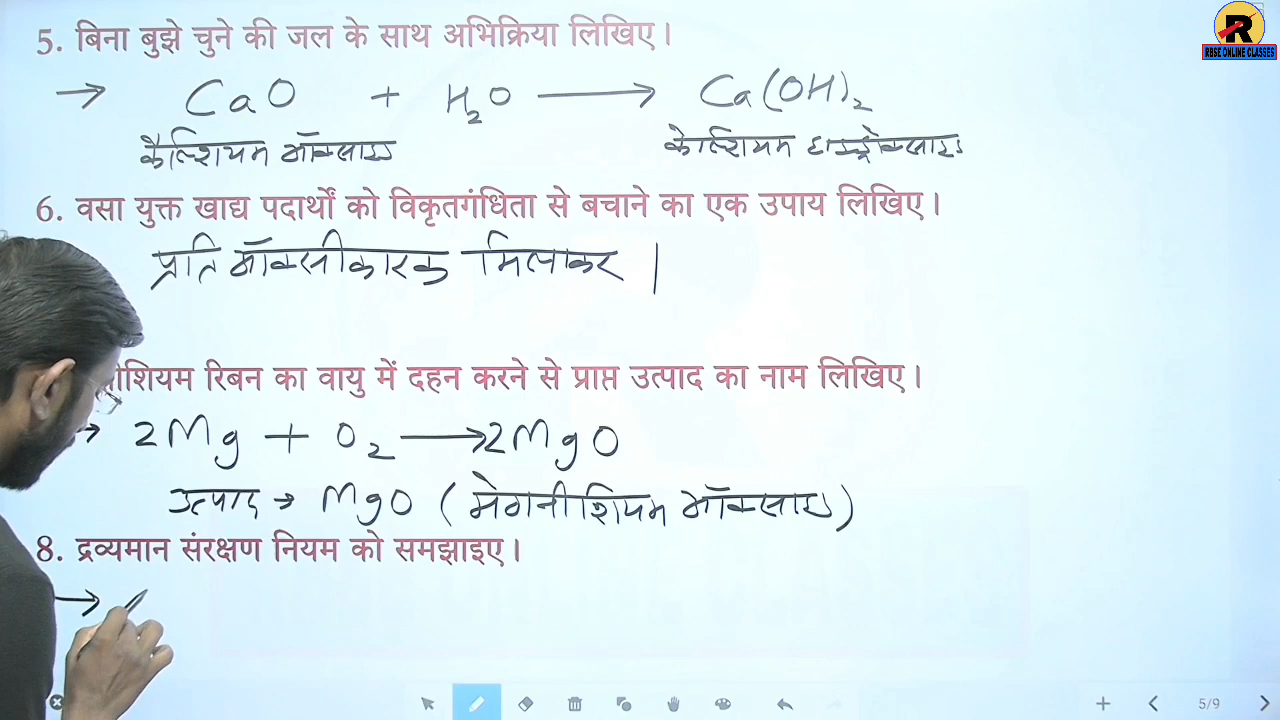 RBSE ONLINE CLASSES
5. बिना बुझे चुने की जल के साथ अभिक्रिया लिखिए।
→ CaO + H₂O ⟶ Ca(OH)₂
कैल्शियम ऑक्साइड केल्शियम हाइड्रोक्साइड
6. वसा युक्त खाद्य पदार्थों को विकृतगंधिता से बचाने का एक उपाय लिखिए।
प्रति ऑक्सीकारक मिलाकर |
रिबन का वायु में दहन करने से प्राप्त उत्पाद का नाम लिखिए।
→ 2Mg + O₂ ⟶ 2MgO
उत्पाद → MgO (मेगनीशियम ऑक्साइड)
8. द्रव्यमान संरक्षण नियम को समझाइए।
→
5/9